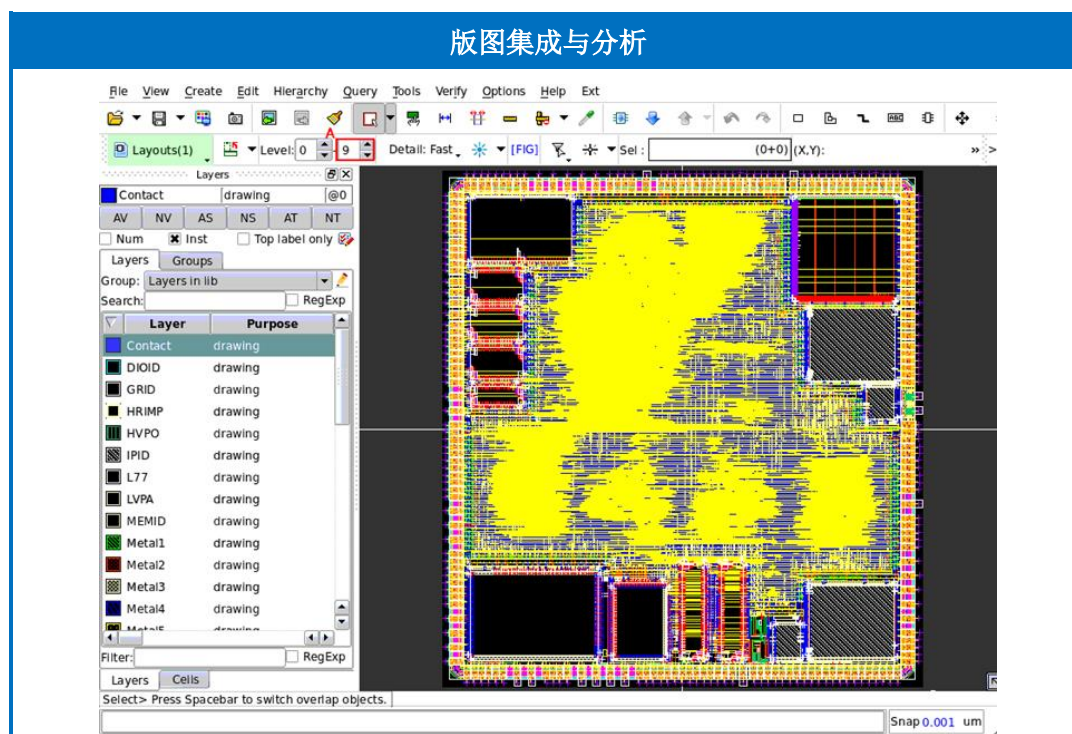 版图集成与分析
File View Create Edit Hierarchy Query Tools Verify Options Help Ext
A
Layouts(1) Level: 0 - 9 Detail: Fast [FIG] Sel : (0+0) (X,Y): » >
Layers
Contact drawing @0
AV NV AS NS AT NT
Num Inst Top label only
Layers Groups
Group: Layers in lib
Search: RegExp
Layer Purpose
Contact drawing
DIOID drawing
GRID drawing
HRIMP drawing
HVPO drawing
IPID drawing
L77 drawing
LVPA drawing
MEMID drawing
Metal1 drawing
Metal2 drawing
Metal3 drawing
Metal4 drawing
Metal5 drawing
Filter: RegExp
Layers Cells
Select> Press Spacebar to switch overlap objects.
Snap 0.001 um